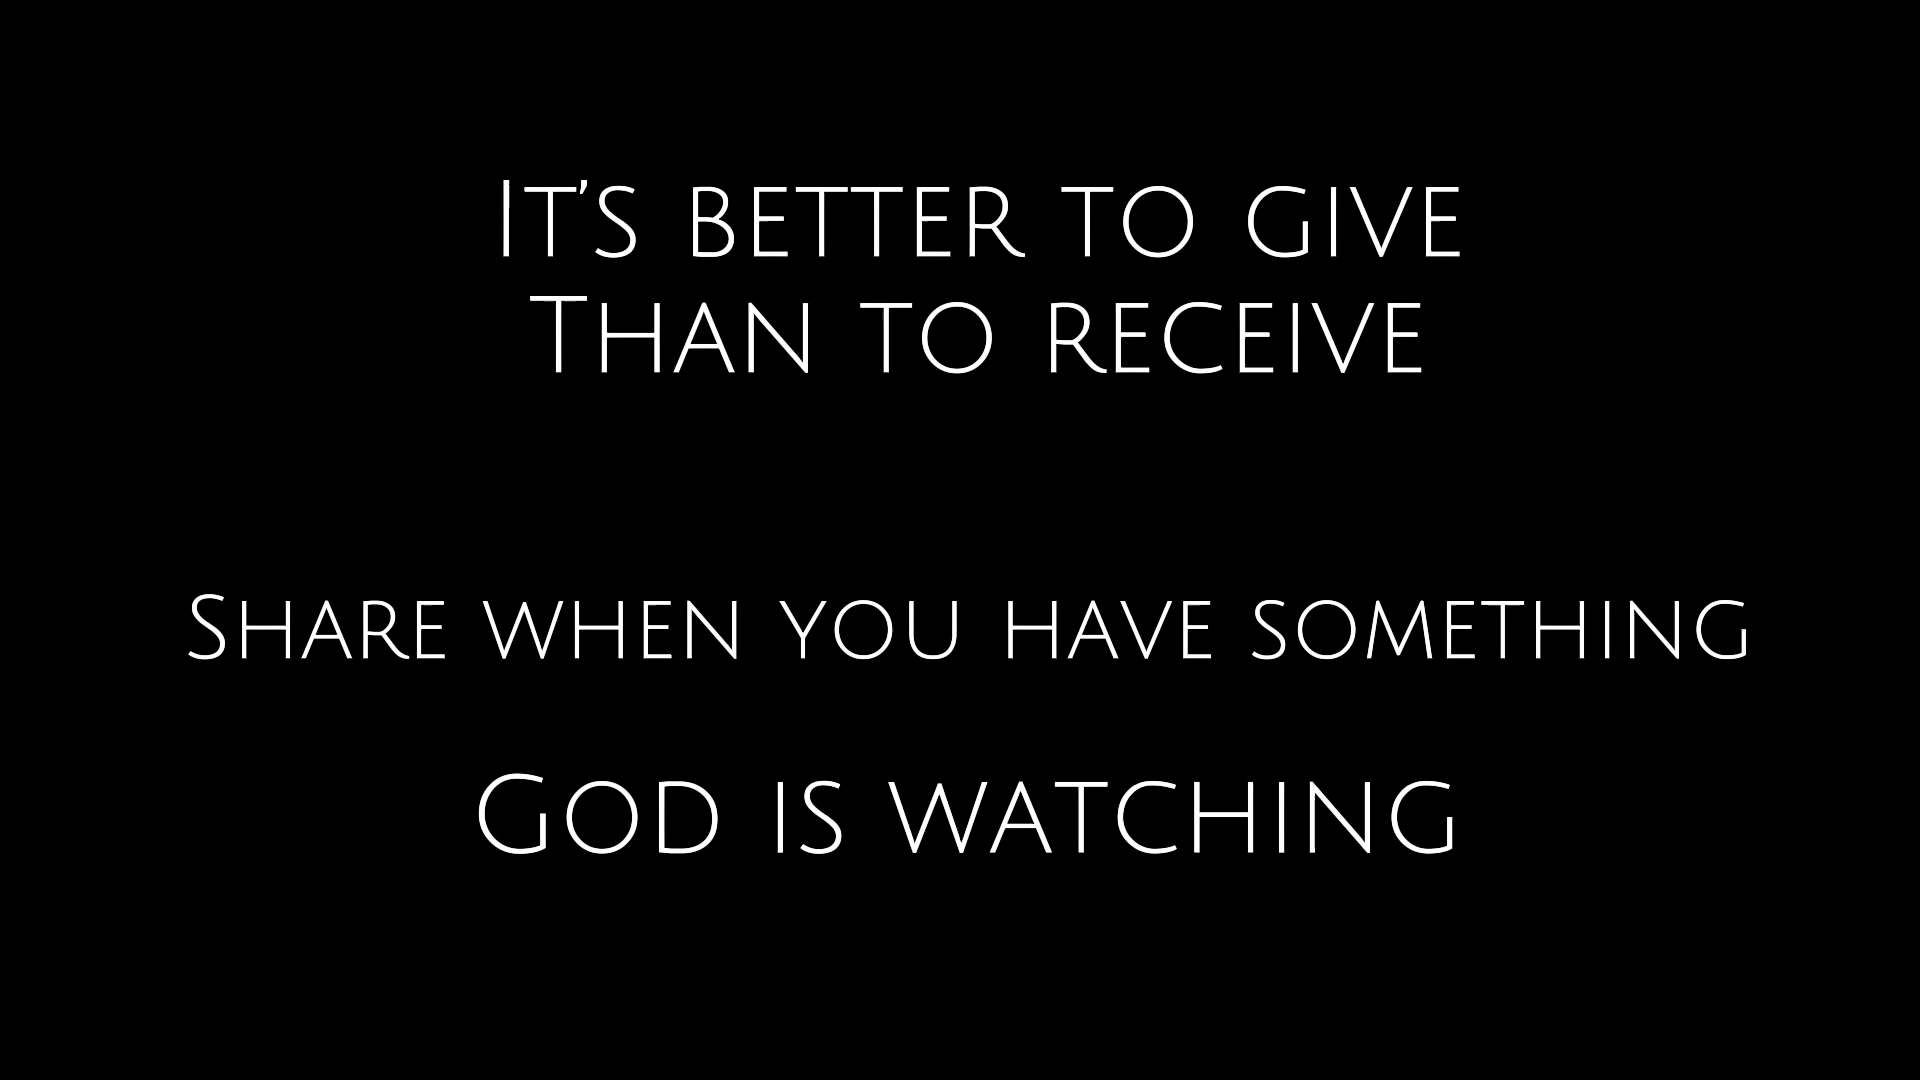 It's better to give
Than to receive
Share when you have something
God is watching